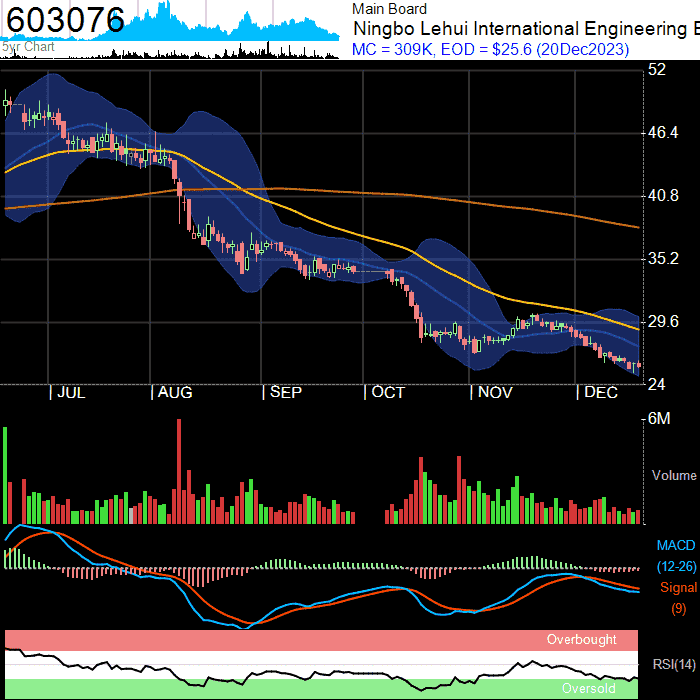 603076
5yr Chart
Main Board
Ningbo Lehui International Engineering E
MC = 309K, EOD = $25.6 (20Dec2023)
52
46.4
40.8
35.2
29.6
24
JUL AUG SEP OCT NOV DEC
6M
Volume
MACD
(12-26)
Signal
(9)
Overbought
RSI(14)
Oversold